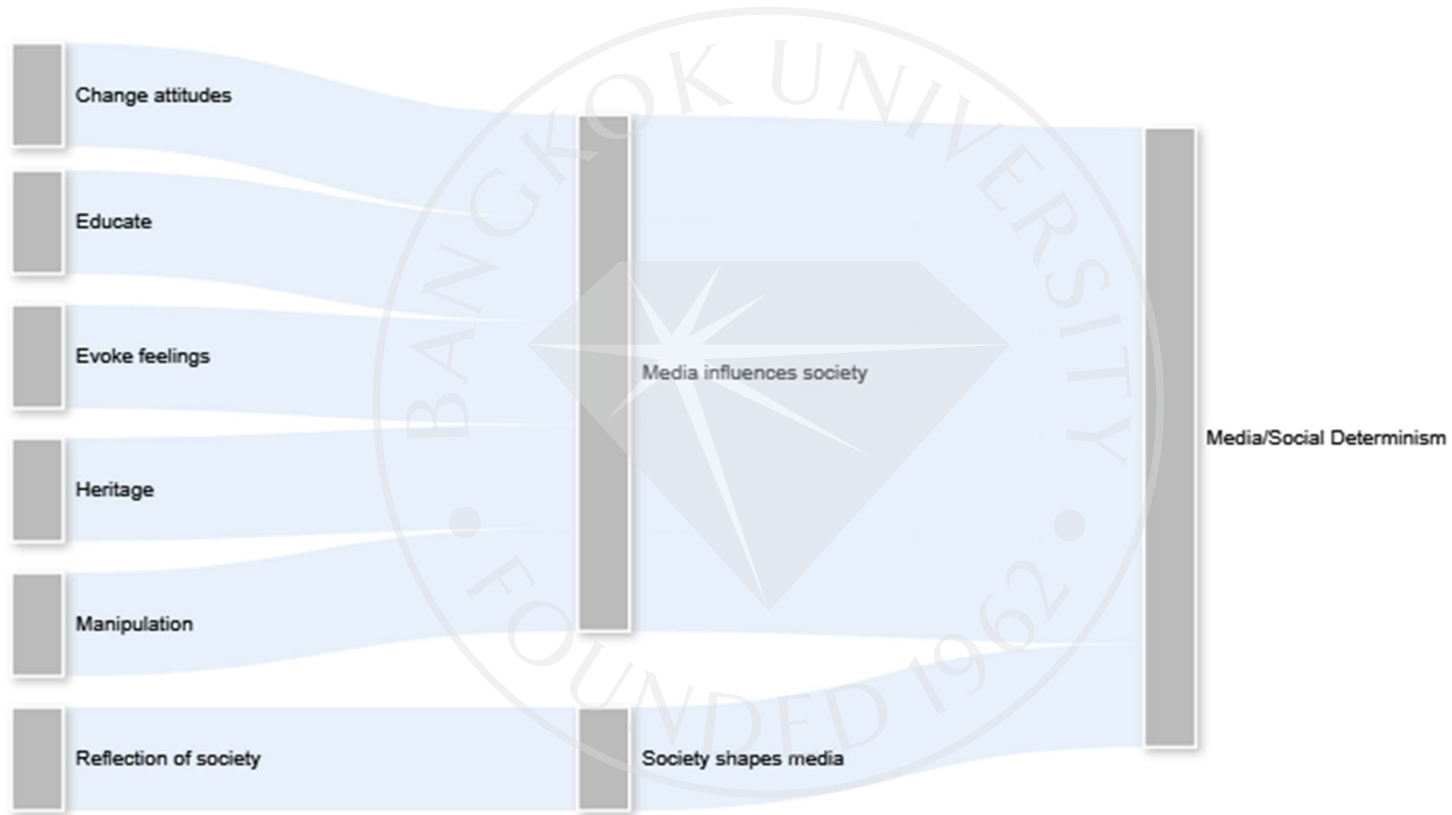 Change attitudes
Educate
Evoke feelings
Heritage
Manipulation
Reflection of society
Media influences society
Society shapes media
Media/Social Determinism
BANGKOK UNIVERSITY
FOUNDED 1962